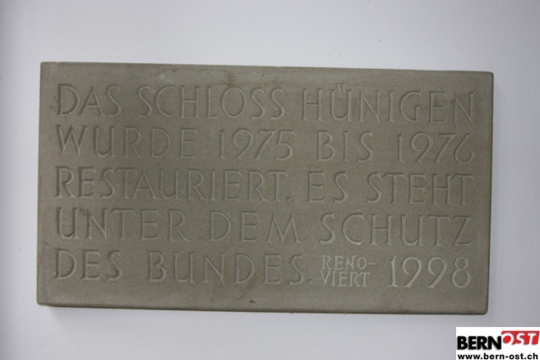 DAS SCHLOSS HÜNIGEN
WURDE 1975 BIS 1976
RESTAURIERT. ES STEHT
UNTER DEM SCHUTZ
DES BUNDES. RENO-
VIERT 1998
BERNOST
www.bern-ost.ch